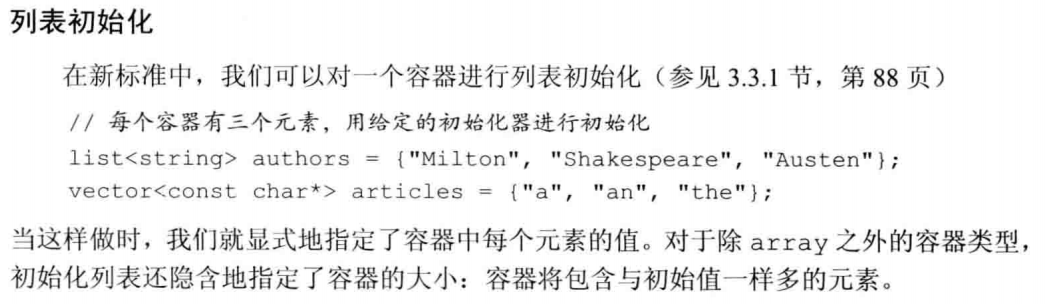 列表初始化
在新标准中，我们可以对一个容器进行列表初始化（参见 3.3.1 节，第 88 页）
// 每个容器有三个元素，用给定的初始化器进行初始化
list<string> authors = {"Milton", "Shakespeare", "Austen"};
vector<const char*> articles = {"a", "an", "the"};
当这样做时，我们就显式地指定了容器中每个元素的值。对于除 array 之外的容器类型，
初始化列表还隐含地指定了容器的大小：容器将包含与初始值一样多的元素。